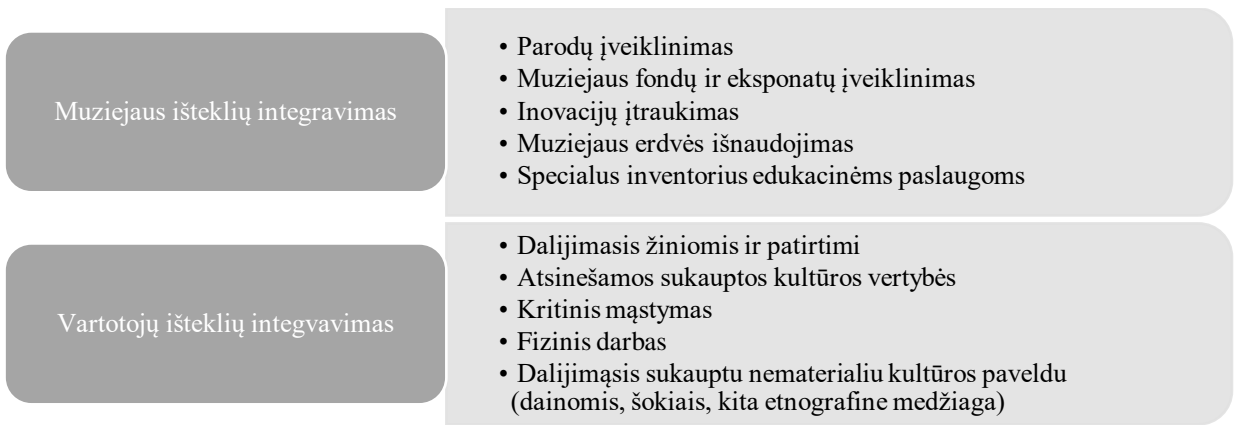 Muziejaus išteklių integravimas
• Parodų įveiklinimas
• Muziejaus fondų ir eksponatų įveiklinimas
• Inovacijų įtraukimas
• Muziejaus erdvės išnaudojimas
• Specialus inventorius edukacinėms paslaugoms
Vartotojų išteklių integvavimas
• Dalijimasis žiniomis ir patirtimi
• Atsinešamos sukauptos kultūros vertybės
• Kritinis mąstymas
• Fizinis darbas
• Dalijimąsis sukauptu nematerialiu kultūros paveldu
(dainomis, šokiais, kita etnografine medžiaga)